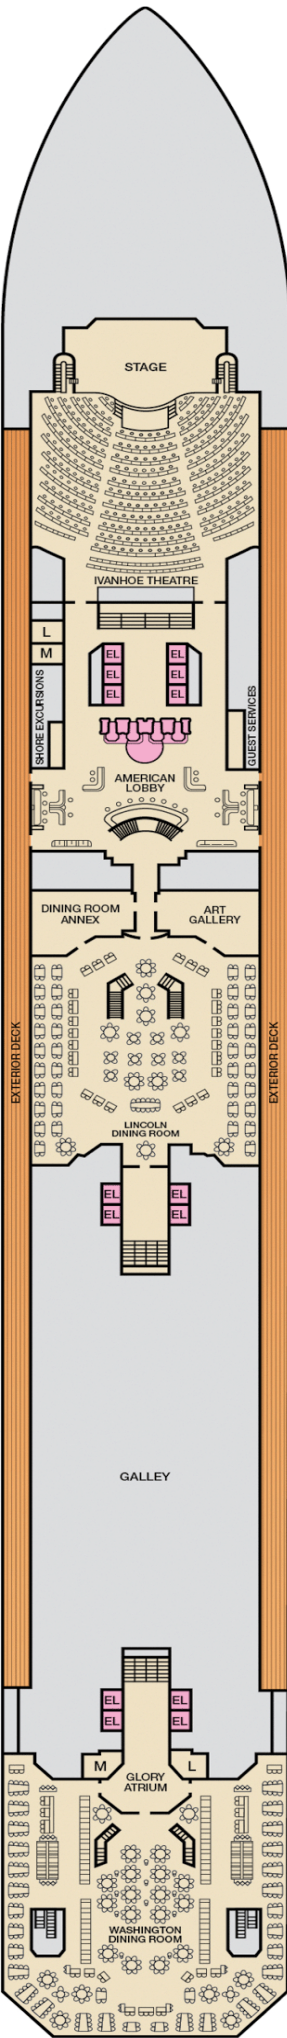 STAGE
IVANHOE THEATRE
L
M
EL EL
EL EL
EL EL
SHORE EXCURSIONS
GUEST SERVICES
AMERICAN
LOBBY
DINING ROOM
ANNEX
ART
GALLERY
EXTERIOR DECK
EXTERIOR DECK
LINCOLN
DINING ROOM
EL EL
EL EL
GALLEY
EL EL
EL EL
M
L
GLORY
ATRIUM
WASHINGTON
DINING ROOM